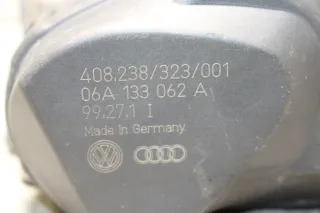 408.238/323/001
06A 133 062 A
99.27.1 I
Made in Germany